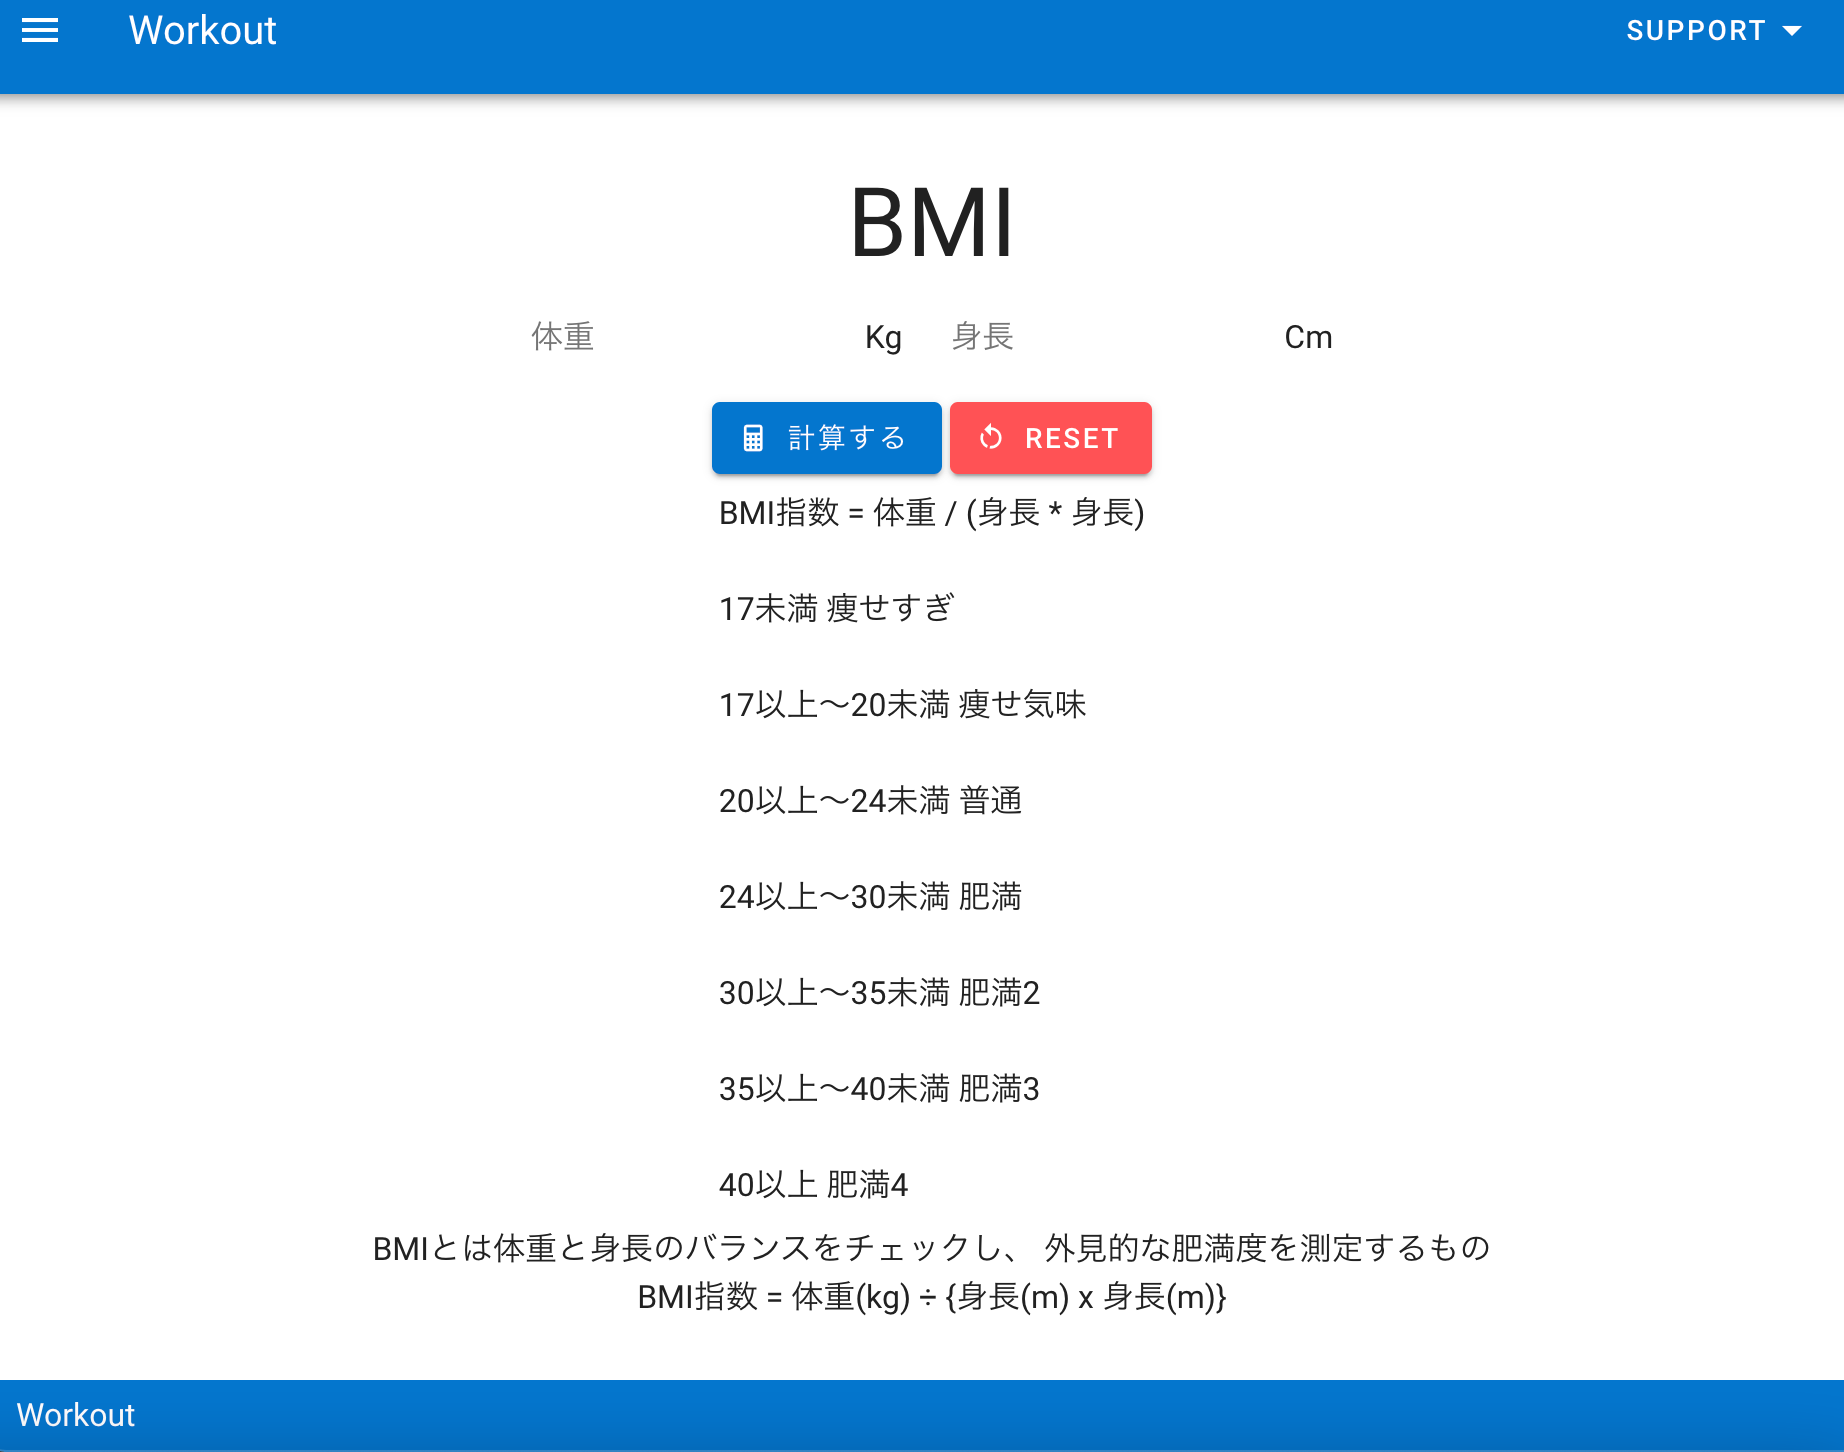 Workout
SUPPORT
BMI
体重 Kg 身長 Cm
計算する RESET
BMI指数 = 体重 / (身長 * 身長)
17未満 痩せすぎ
17以上〜20未満 痩せ気味
20以上〜24未満 普通
24以上〜30未満 肥満
30以上〜35未満 肥満2
35以上〜40未満 肥満3
40以上 肥満4
BMIとは体重と身長のバランスをチェックし、 外見的な肥満度を測定するもの
BMI指数 = 体重(kg) ÷ {身長(m) x 身長(m)}
Workout